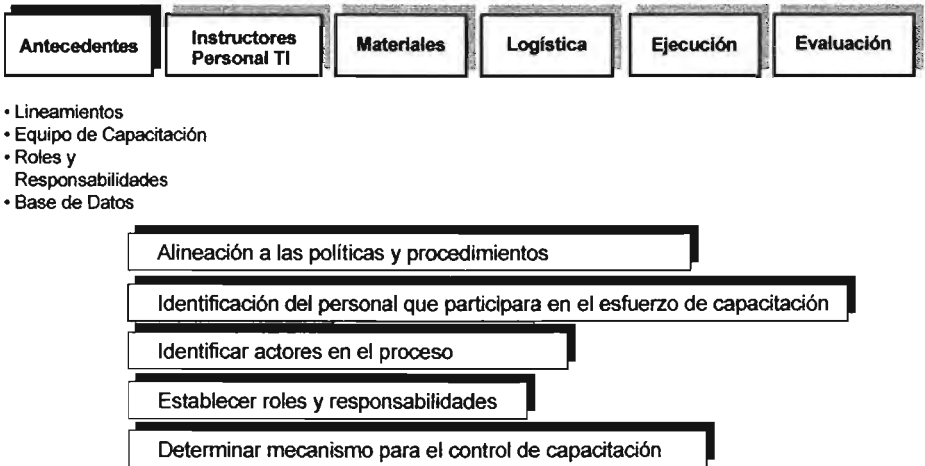 Antecedentes
Instructores
Personal TI
Materiales
Logística
Ejecución
Evaluación
• Lineamientos
• Equipo de Capacitación
• Roles y
Responsabilidades
• Base de Datos
Alineación a las políticas y procedimientos
Identificación del personal que participara en el esfuerzo de capacitación
Identificar actores en el proceso
Establecer roles y responsabilidades
Determinar mecanismo para el control de capacitación